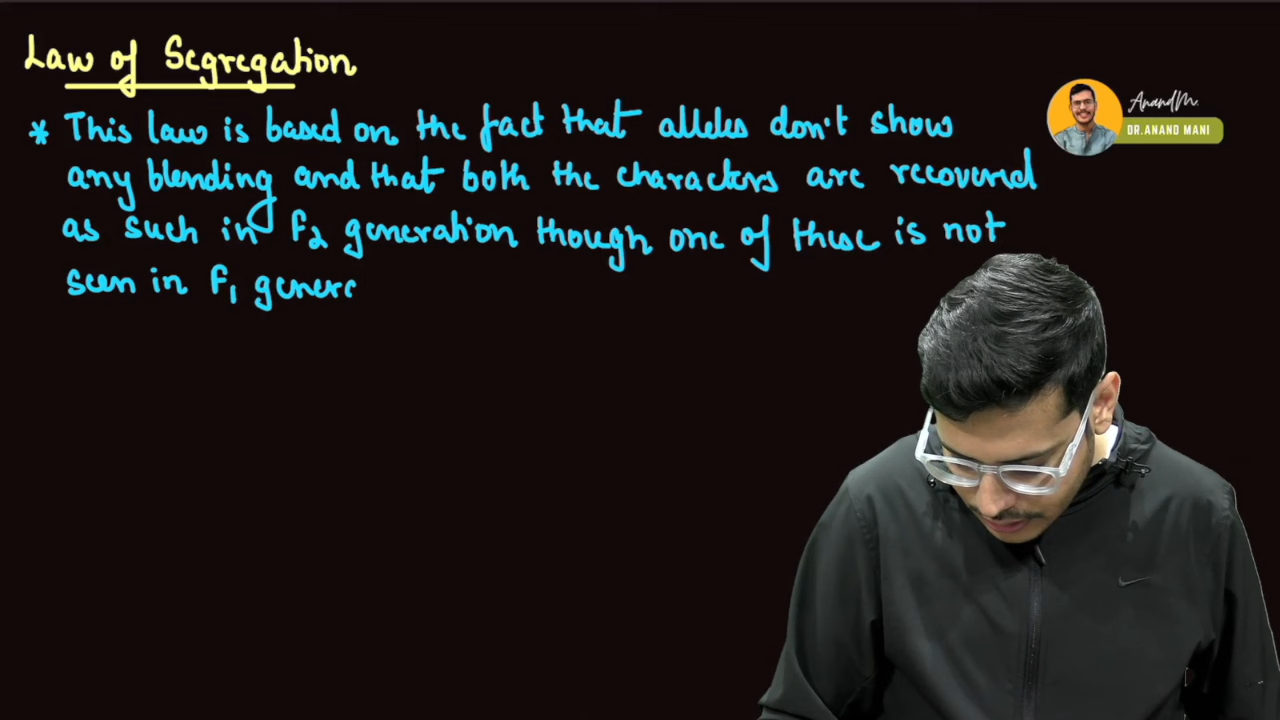 Law of Segregation
* This law is based on the fact that alleles don't show
any blending and that both the characters are recovered
as such in F₂ generation though one of these is not
seen in F₁ generc
AnandM.
DR.ANAND MANI